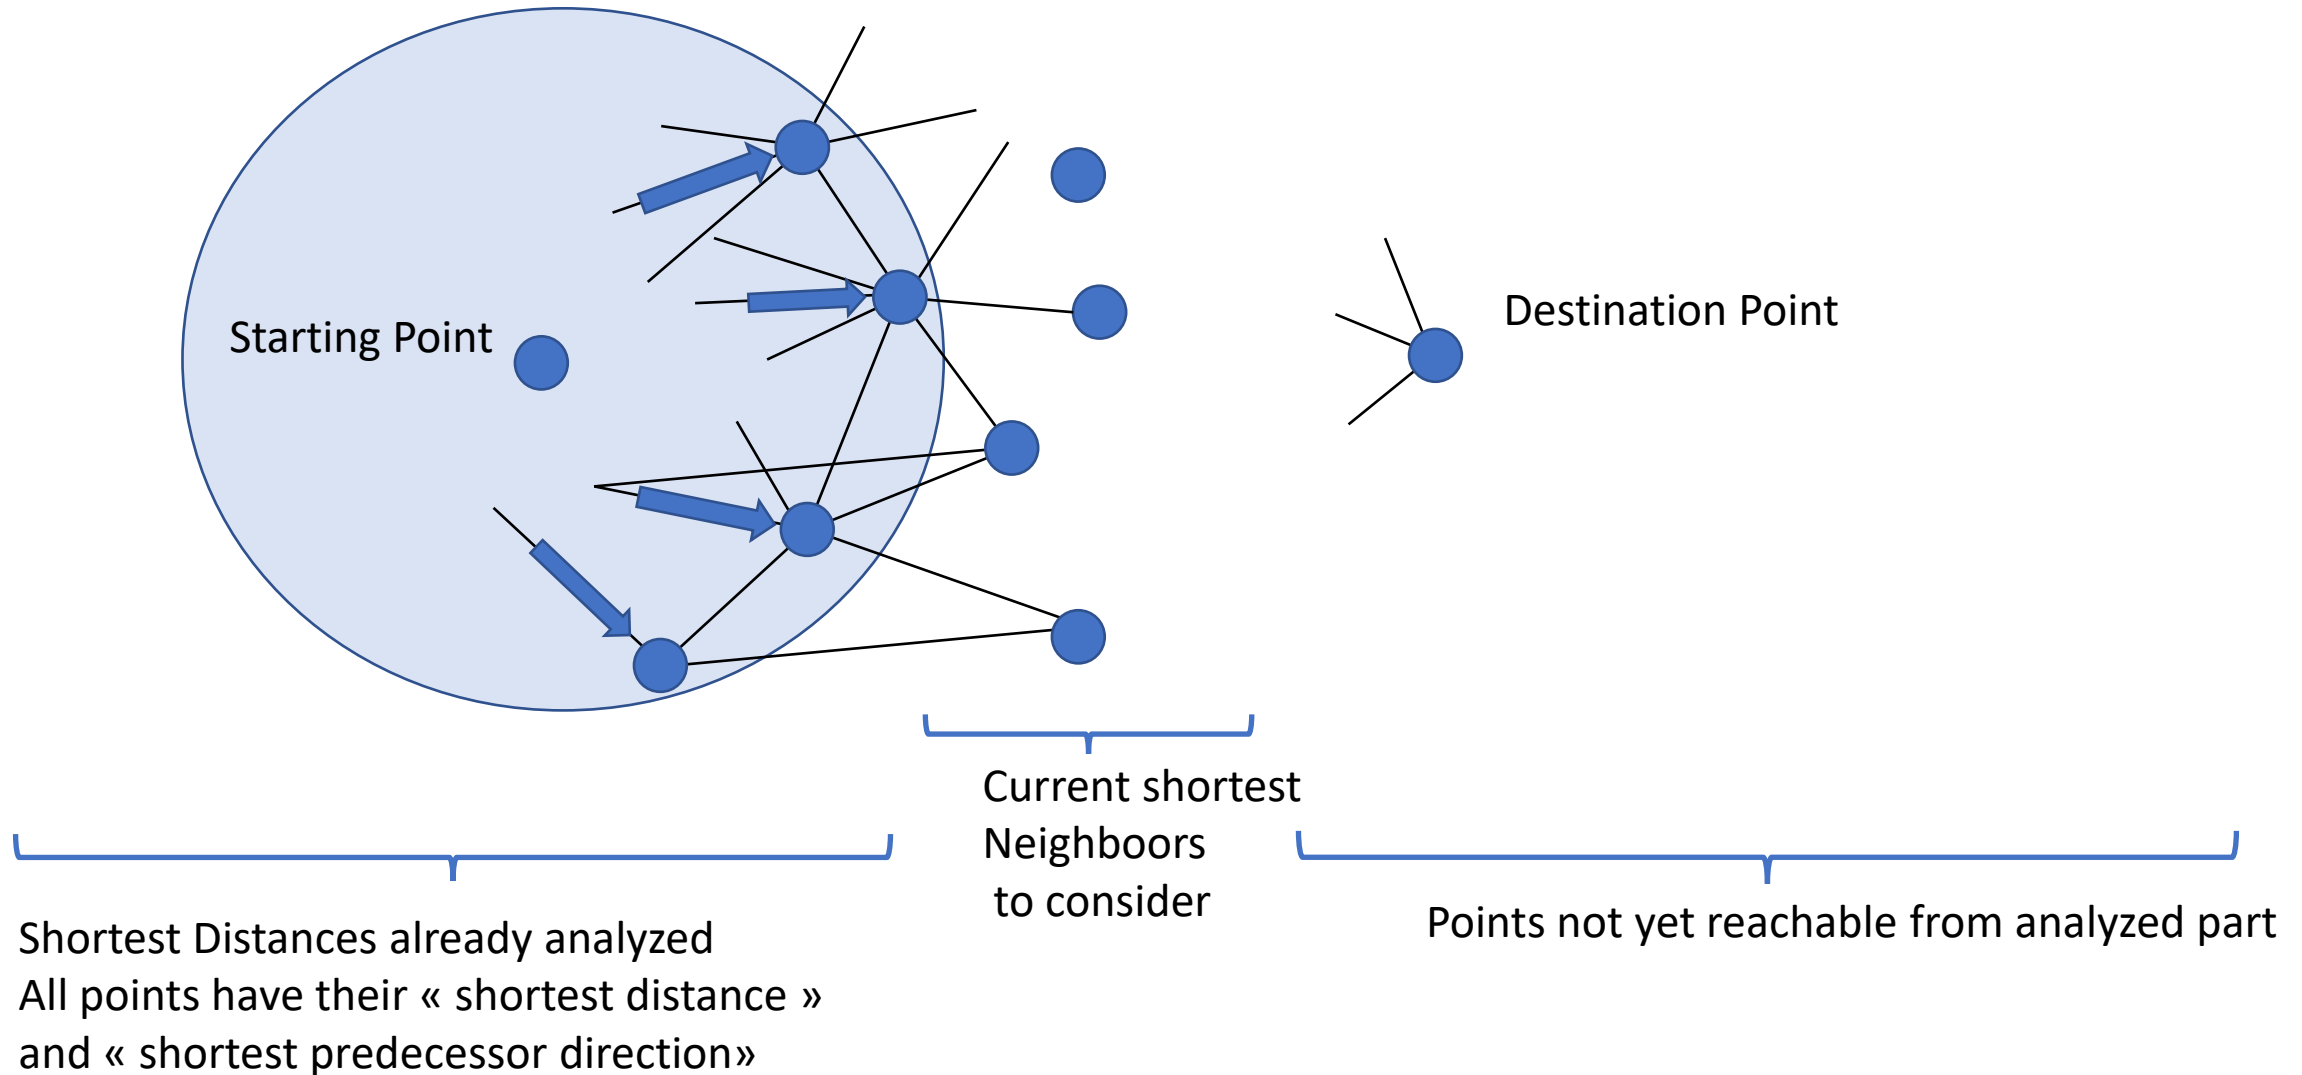 Starting Point
Destination Point
Current shortest
Neighboors
to consider
Shortest Distances already analyzed
All points have their « shortest distance »
and « shortest predecessor direction»
Points not yet reachable from analyzed part